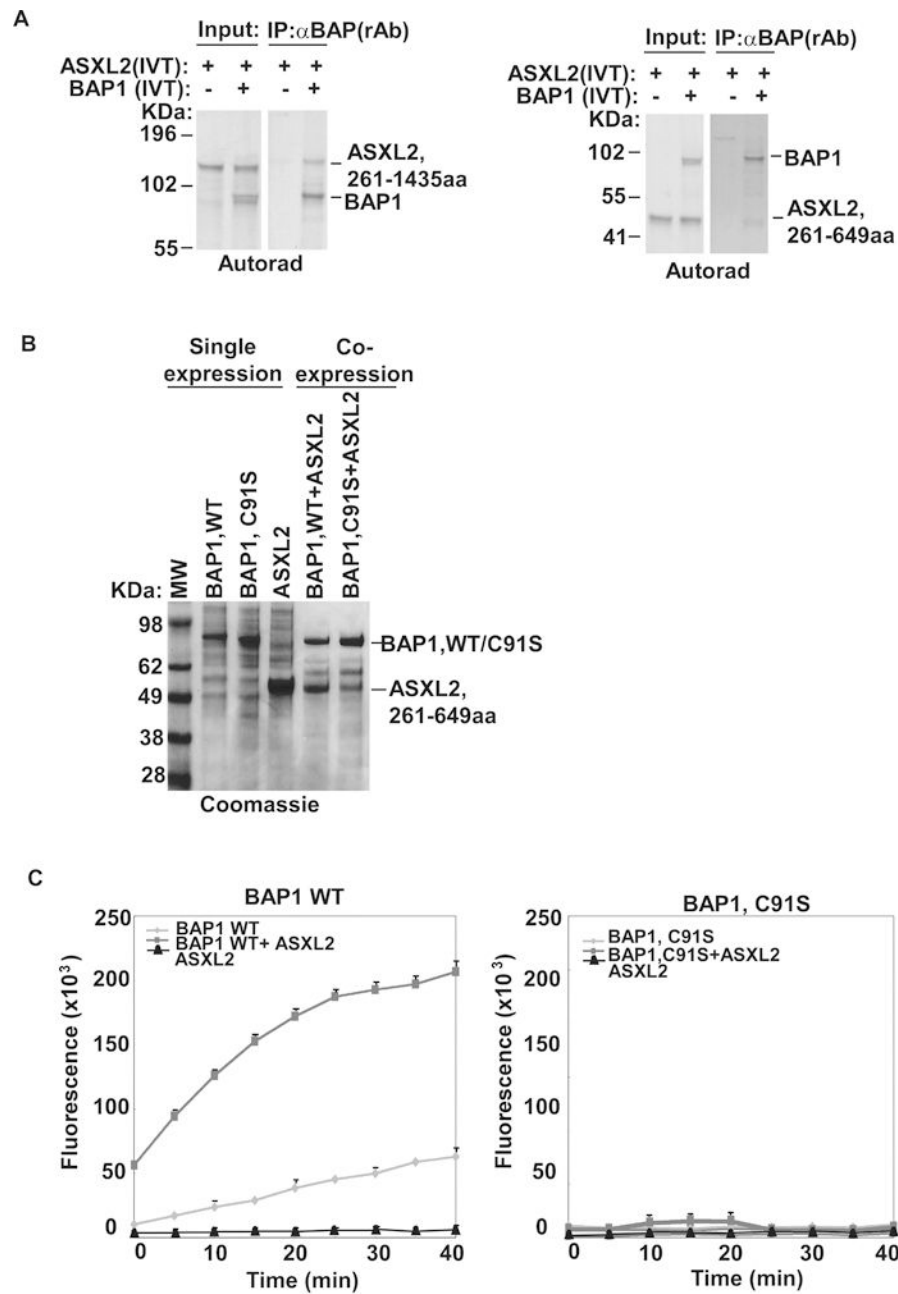 A
Input: IP:αBAP(rAb)
ASXL2(IVT): + + + +
BAP1 (IVT): - + - +
KDa:
196
102
55
ASXL2,
261-1435aa
BAP1
Autorad
Input: IP:αBAP(rAb)
ASXL2(IVT): + + + +
BAP1 (IVT): - + - +
KDa:
102
55
41
BAP1
ASXL2,
261-649aa
Autorad
B
Single
expression
Co-
expression
KDa:
MW
BAP1,WT
BAP1, C91S
ASXL2
BAP1,WT+ASXL2
BAP1,C91S+ASXL2
98
62
49
38
28
BAP1,WT/C91S
ASXL2,
261-649aa
Coomassie
C
BAP1 WT
BAP1 WT
BAP1 WT+ ASXL2
ASXL2
Fluorescence (x10³)
250
200
150
100
50
0
0 10 20 30 40
Time (min)
BAP1, C91S
BAP1, C91S
BAP1,C91S+ASXL2
ASXL2
Fluorescence (x10³)
250
200
150
100
50
0
0 10 20 30 40
Time (min)